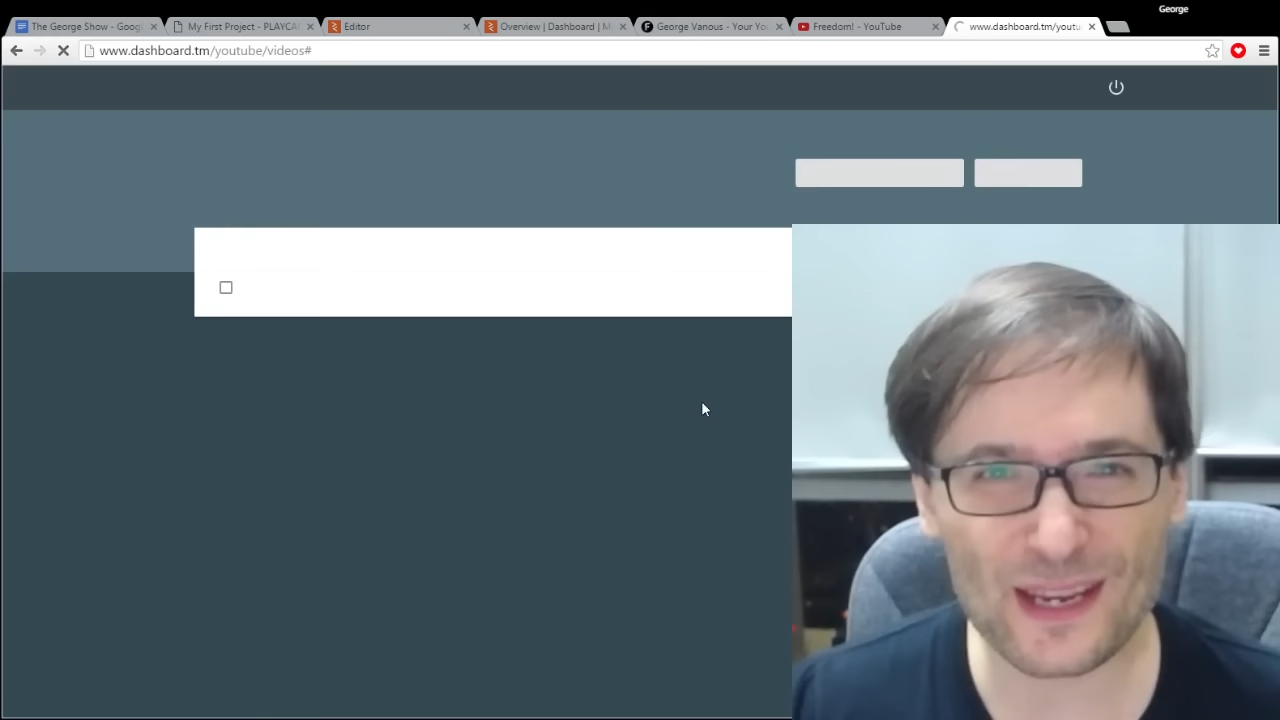 George
The George Show - Googl
My First Project - PLAYCA
Editor
Overview | Dashboard | M
George Vanous - Your Yo
Freedom! - YouTube
www.dashboard.tm/youtu
www.dashboard.tm/youtube/videos#